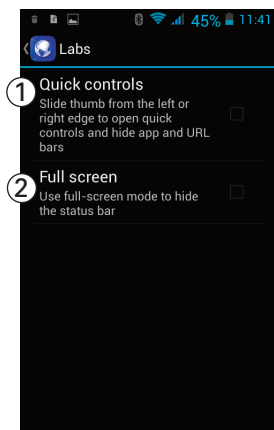 45% 11:41
Labs
1 Quick controls
Slide thumb from the left or
right edge to open quick
controls and hide app and URL
bars
2 Full screen
Use full-screen mode to hide
the status bar